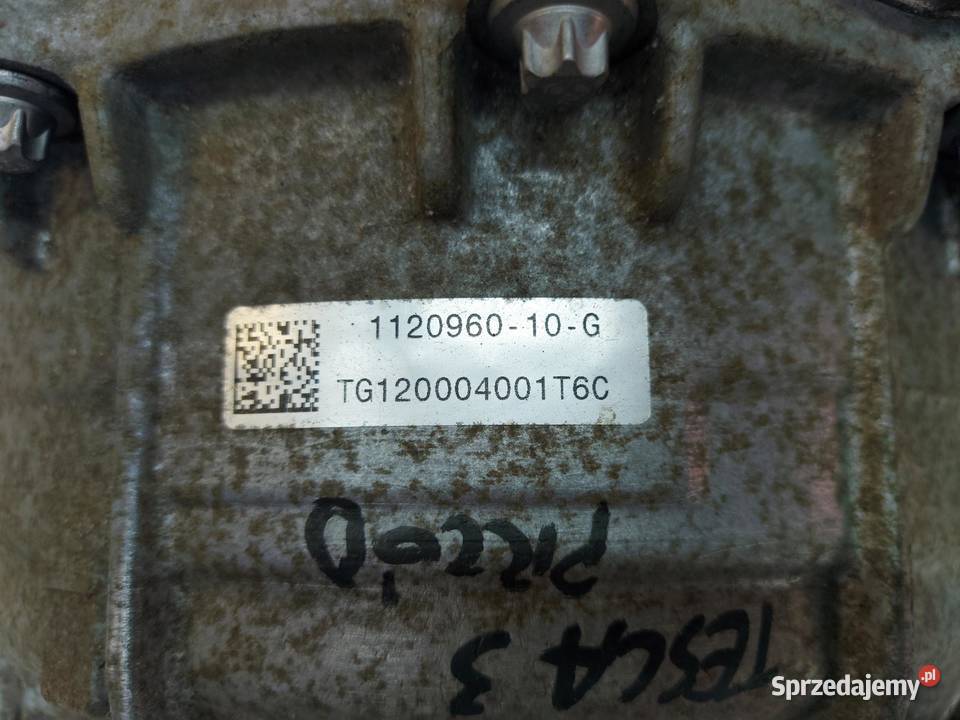 1120960-10-G
TG120004001T6C
TESLA 3
PRZÓD
Sprzedajemy.pl